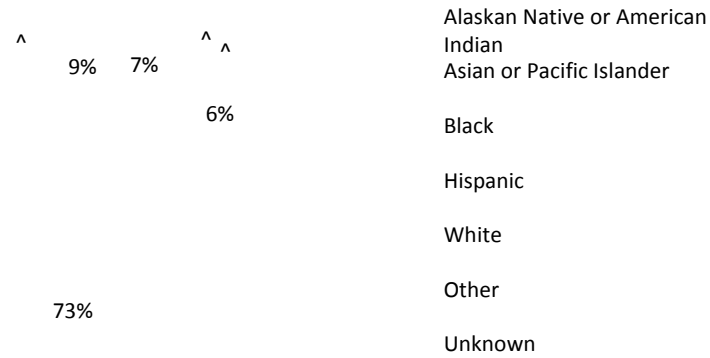 ^
^
^
9%
7%
6%
73%
Alaskan Native or American
Indian
Asian or Pacific Islander
Black
Hispanic
White
Other
Unknown